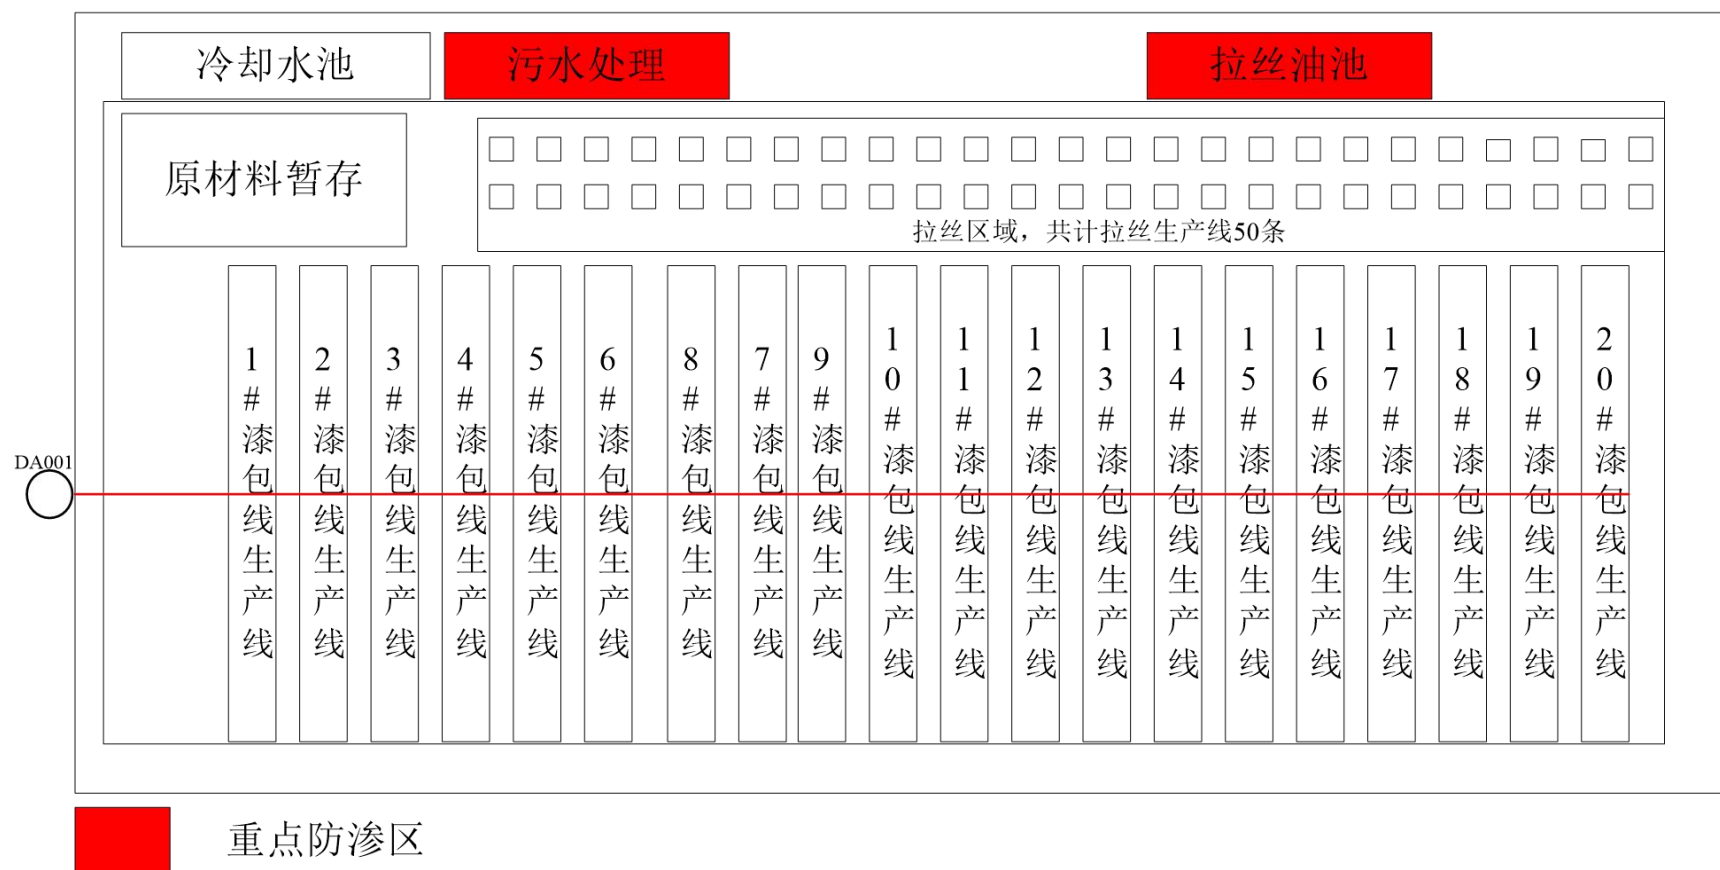 冷却水池
污水处理
拉丝油池
原材料暂存
拉丝区域，共计拉丝生产线50条
1#漆包线生产线
2#漆包线生产线
3#漆包线生产线
4#漆包线生产线
5#漆包线生产线
6#漆包线生产线
8#漆包线生产线
7#漆包线生产线
9#漆包线生产线
10#漆包线生产线
11#漆包线生产线
12#漆包线生产线
13#漆包线生产线
14#漆包线生产线
15#漆包线生产线
16#漆包线生产线
17#漆包线生产线
18#漆包线生产线
19#漆包线生产线
20#漆包线生产线
DA001
重点防渗区